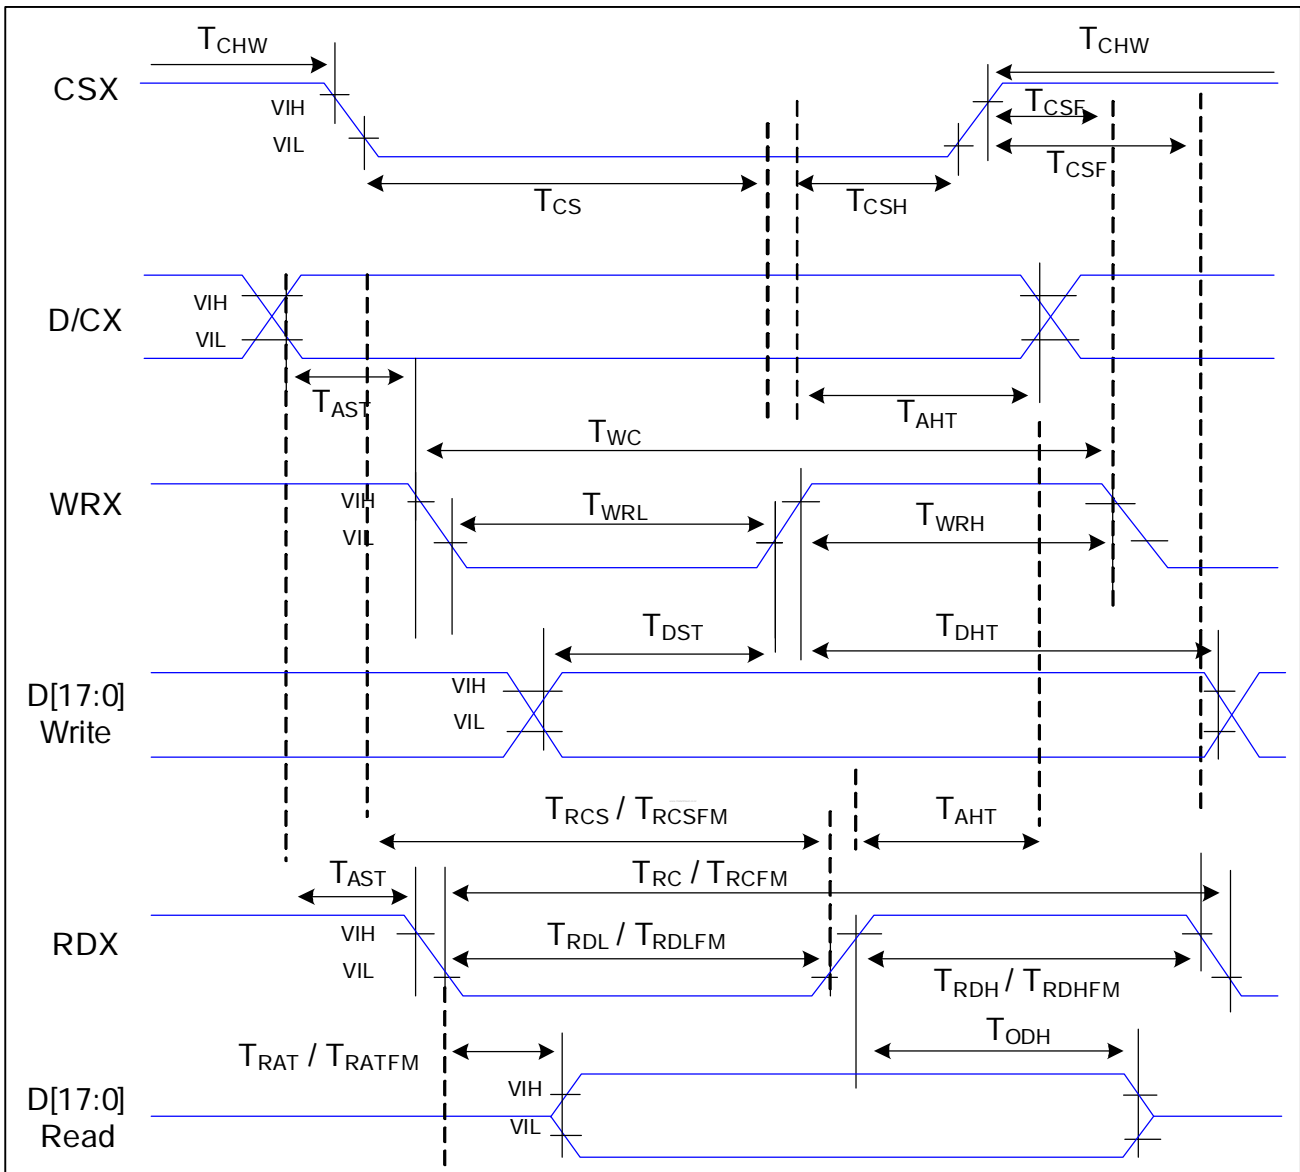 TCHW
TCHW
CSX
VIH
TCSF
VIL
TCSF
TCS
TCSH
VIH
D/CX
VIL
TAST
TAHT
TWC
WRX
VIH
TWRL
TWRH
VIL
TDST
TDHT
D[17:0]
Write
VIH
VIL
TRCS / TRCSFM
TAHT
TAST
TRC / TRCFM
RDX
VIH
TRDL / TRDLFM
VIL
TRDH / TRDHFM
TRAT / TRATFM
TODH
D[17:0]
Read
VIH
VIL